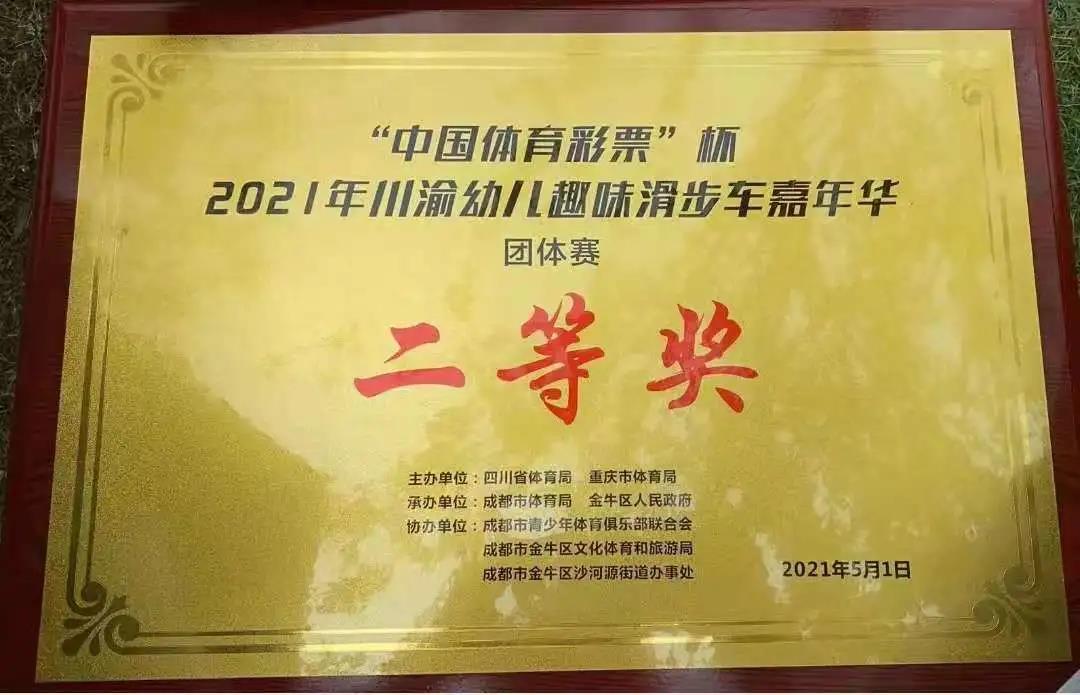 “中国体育彩票”杯
2021年川渝幼儿趣味滑步车嘉年华
团体赛
二等奖
主办单位：四川省体育局 重庆市体育局
承办单位：成都市体育局 金牛区人民政府
协办单位：成都市青少年体育俱乐部联合会
成都市金牛区文化体育和旅游局
成都市金牛区沙河源街道办事处
2021年5月1日